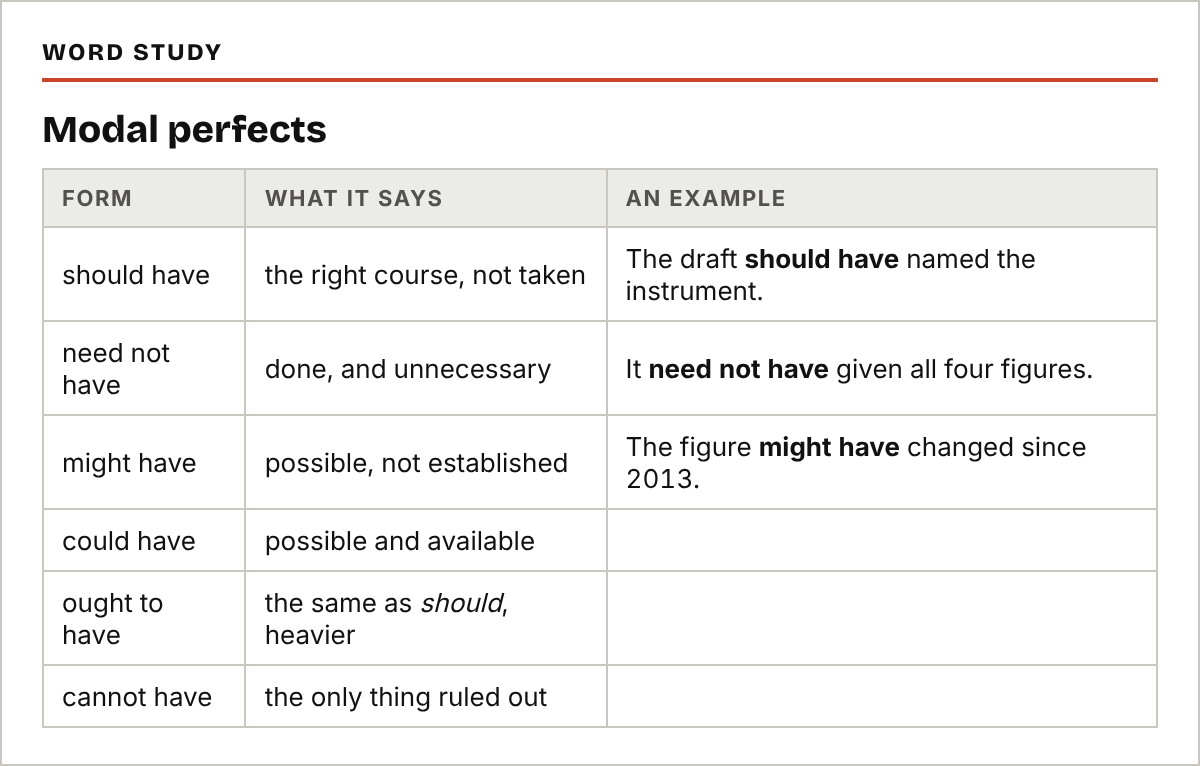 WORD STUDY
Modal perfects
FORM WHAT IT SAYS AN EXAMPLE
should have the right course, not taken The draft should have named the
instrument.
need not
have
done, and unnecessary It need not have given all four figures.
might have possible, not established The figure might have changed since
2013.
could have possible and available
ought to
have
the same as should,
heavier
cannot have the only thing ruled out